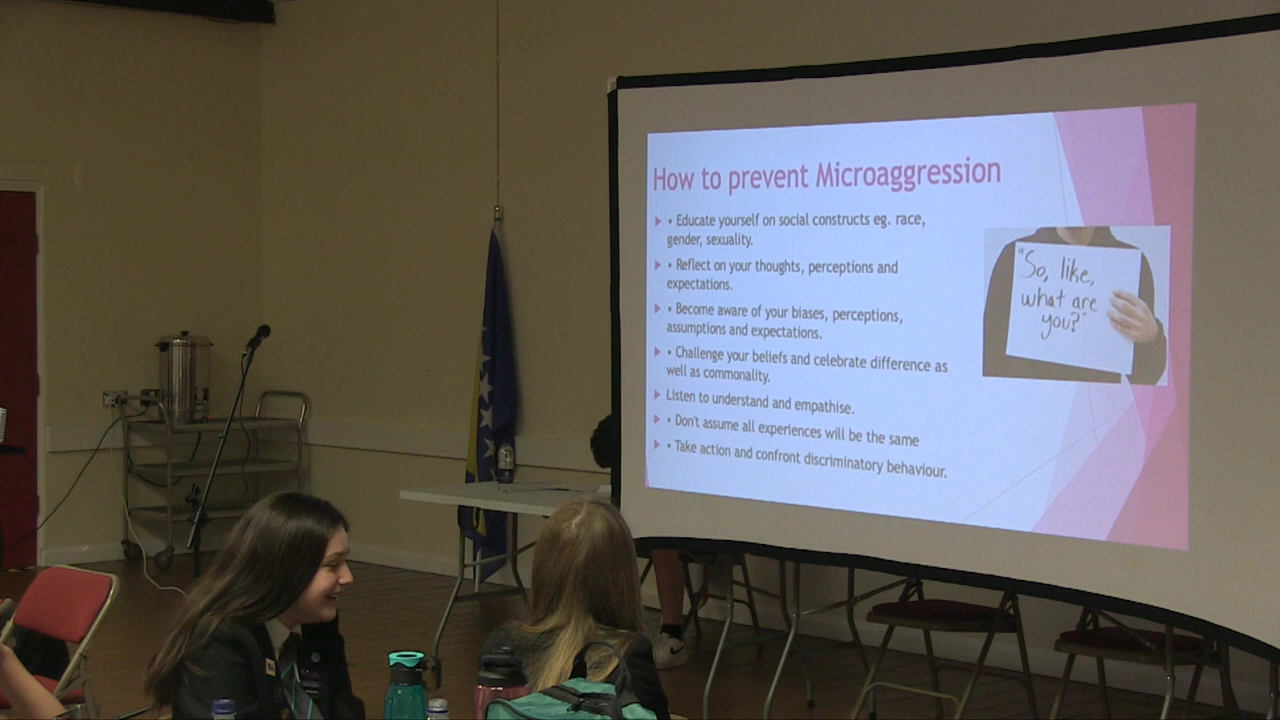 How to prevent Microaggression
• Educate yourself on social constructs eg. race,
gender, sexuality.
• Reflect on your thoughts, perceptions and
expectations.
• Become aware of your biases, perceptions,
assumptions and expectations.
• Challenge your beliefs and celebrate difference as
well as commonality.
Listen to understand and empathise.
• Don't assume all experiences will be the same
• Take action and confront discriminatory behaviour.
"So, like,
what are
you?"